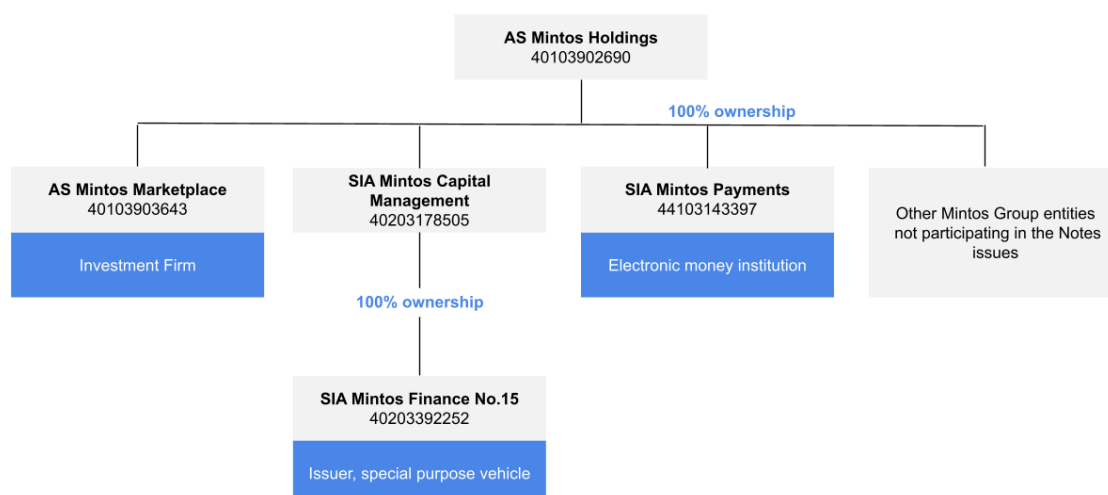 AS Mintos Holdings
40103902690
100% ownership
AS Mintos Marketplace
40103903643
Investment Firm
SIA Mintos Capital
Management
40203178505
SIA Mintos Payments
44103143397
Electronic money institution
Other Mintos Group entities
not participating in the Notes
issues
100% ownership
SIA Mintos Finance No.15
40203392252
Issuer, special purpose vehicle